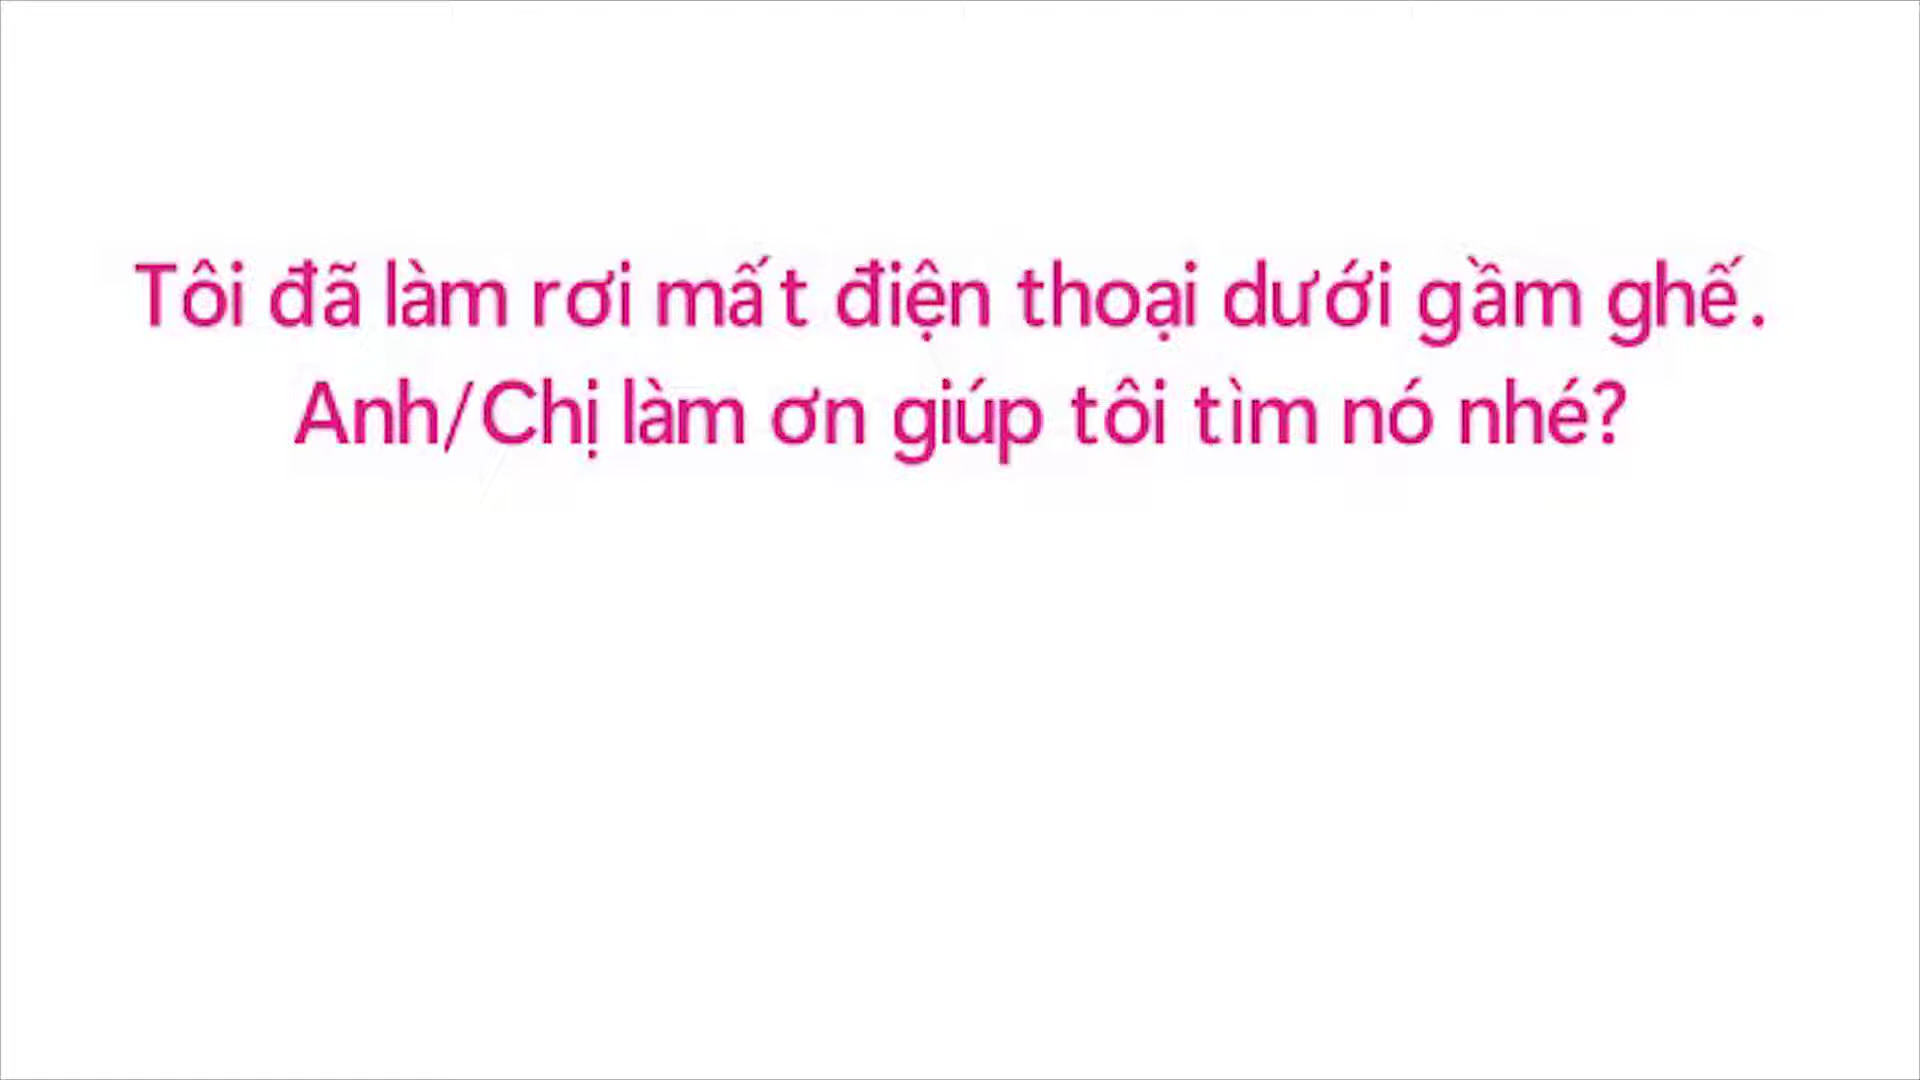 Tôi đã làm rơi mất điện thoại dưới gầm ghế.
Anh/Chị làm ơn giúp tôi tìm nó nhé?